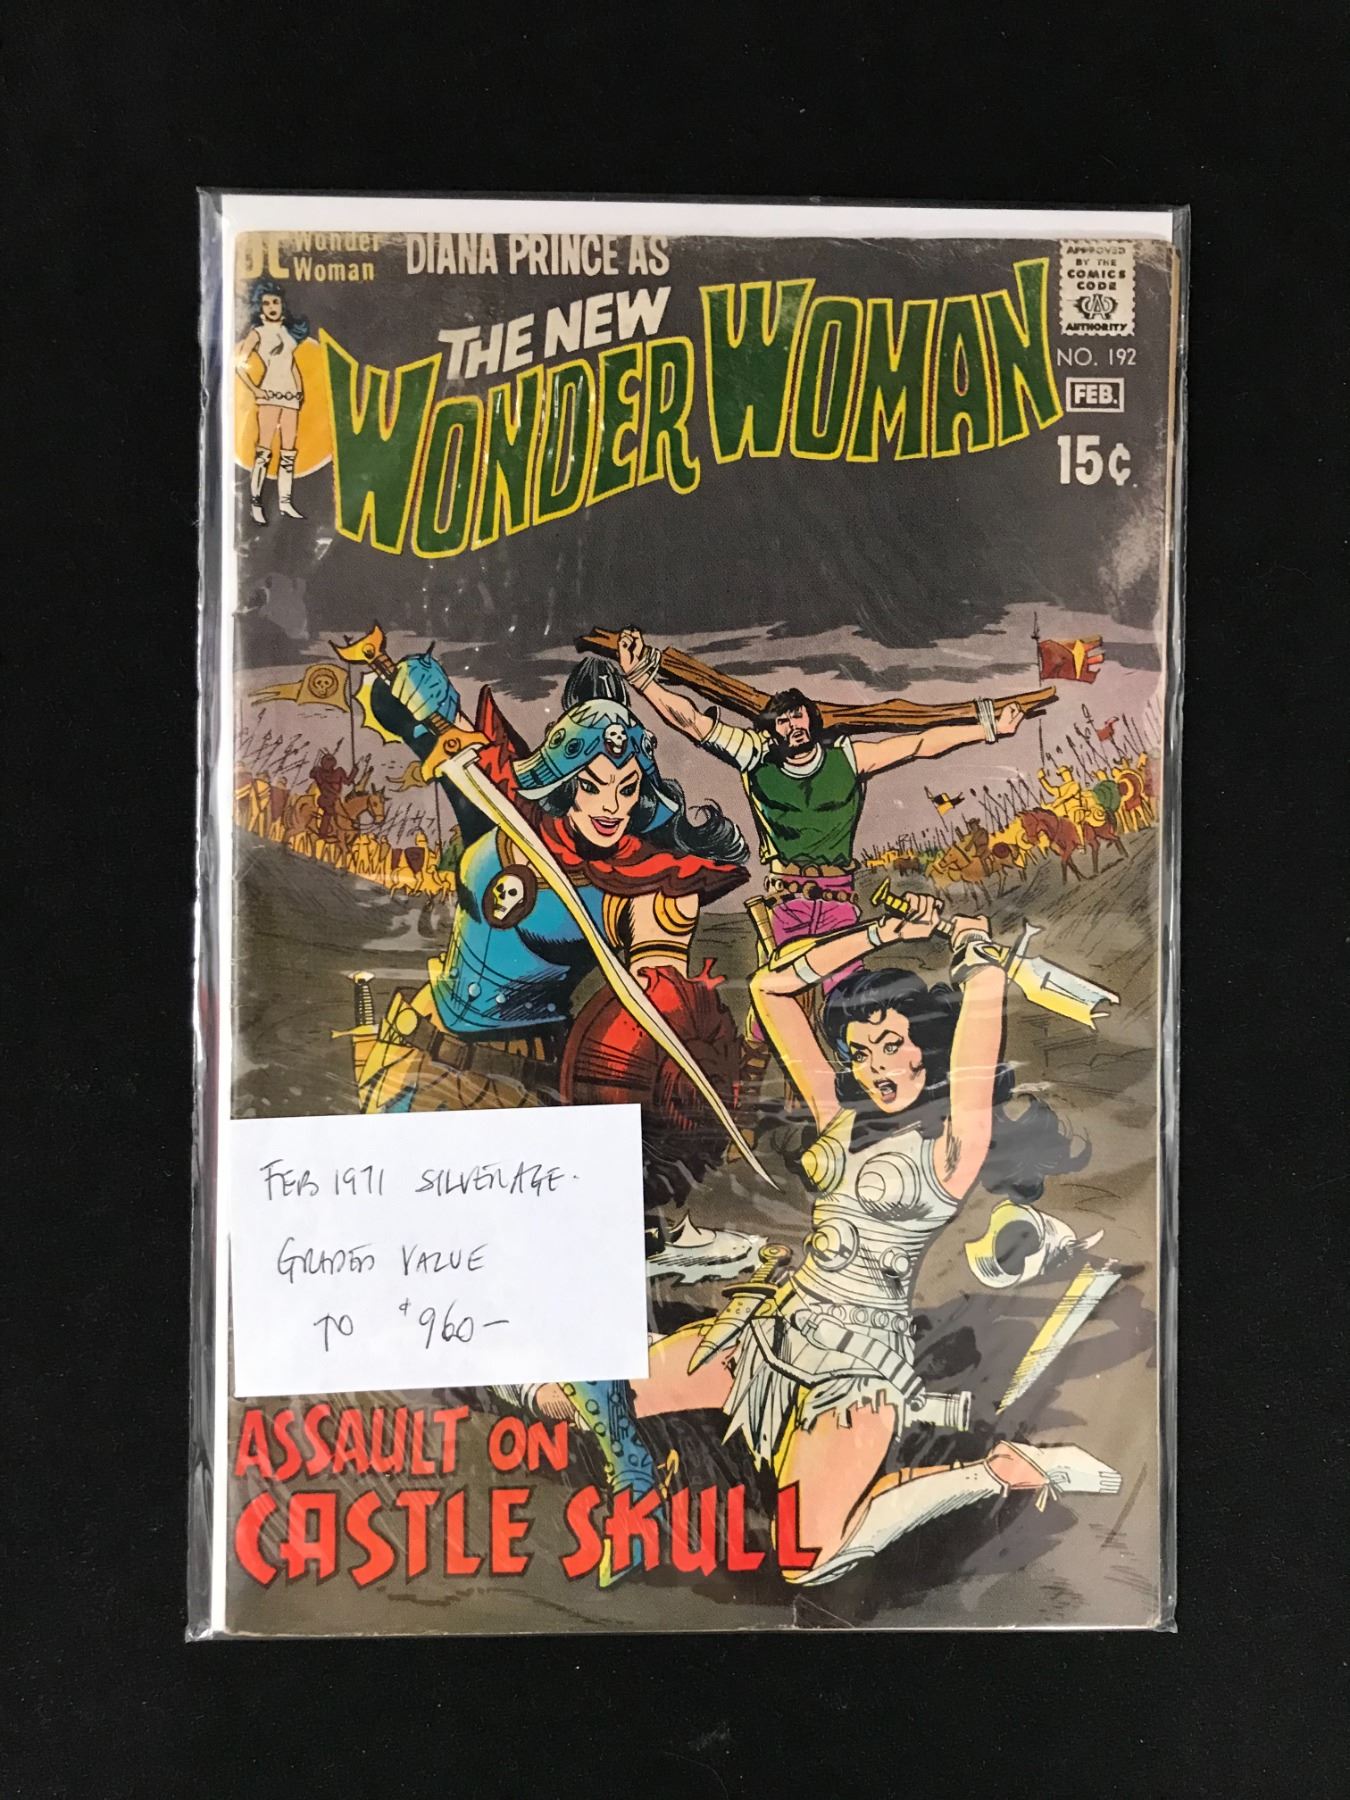 DC Wonder
Woman
DIANA PRINCE AS
THE NEW
WONDER WOMAN
APPROVED
BY THE
COMICS
CODE
CA
AUTHORITY
NO. 192
FEB.
15¢
FEB 1971 SILVERAGE.
GRADED VALUE
TO $960-
ASSAULT ON
CASTLE SKULL